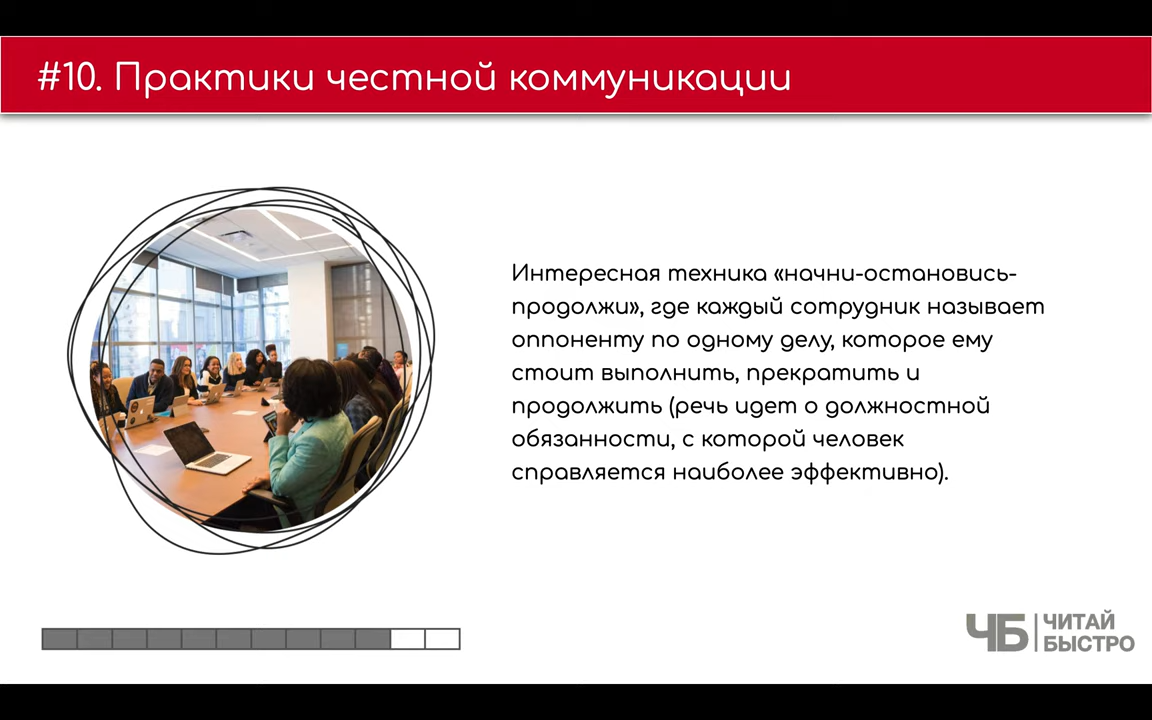 #10. Практики честной коммуникации
Интересная техника «начни-остановись-
продолжи», где каждый сотрудник называет
оппоненту по одному делу, которое ему
стоит выполнить, прекратить и
продолжить (речь идет о должностной
обязанности, с которой человек
справляется наиболее эффективно).
ЧБ
ЧИТАЙ
БЫСТРО